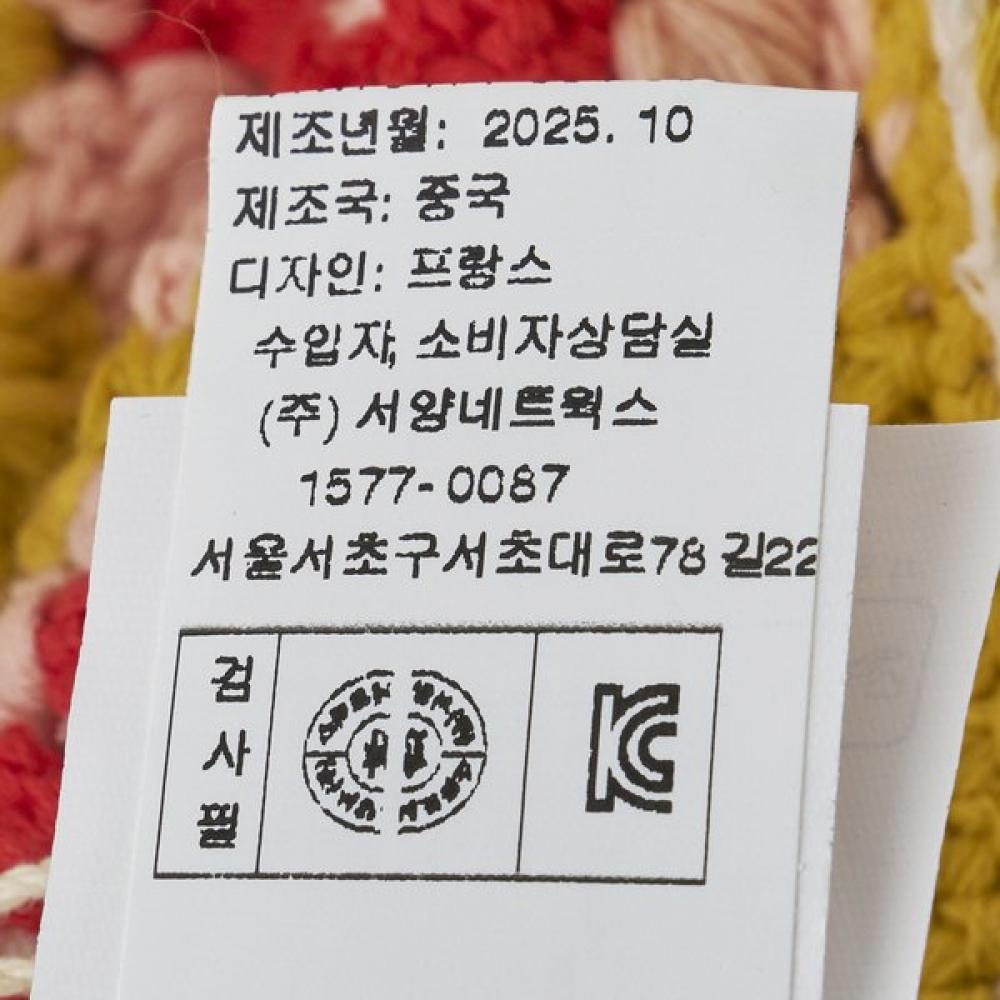 제조년월: 2025. 10
제조국: 중국
디자인: 프랑스
수입자, 소비자상담실
(주) 서양네트웍스
1577-0087
서울서초구서초대로78길22
검사필
KC